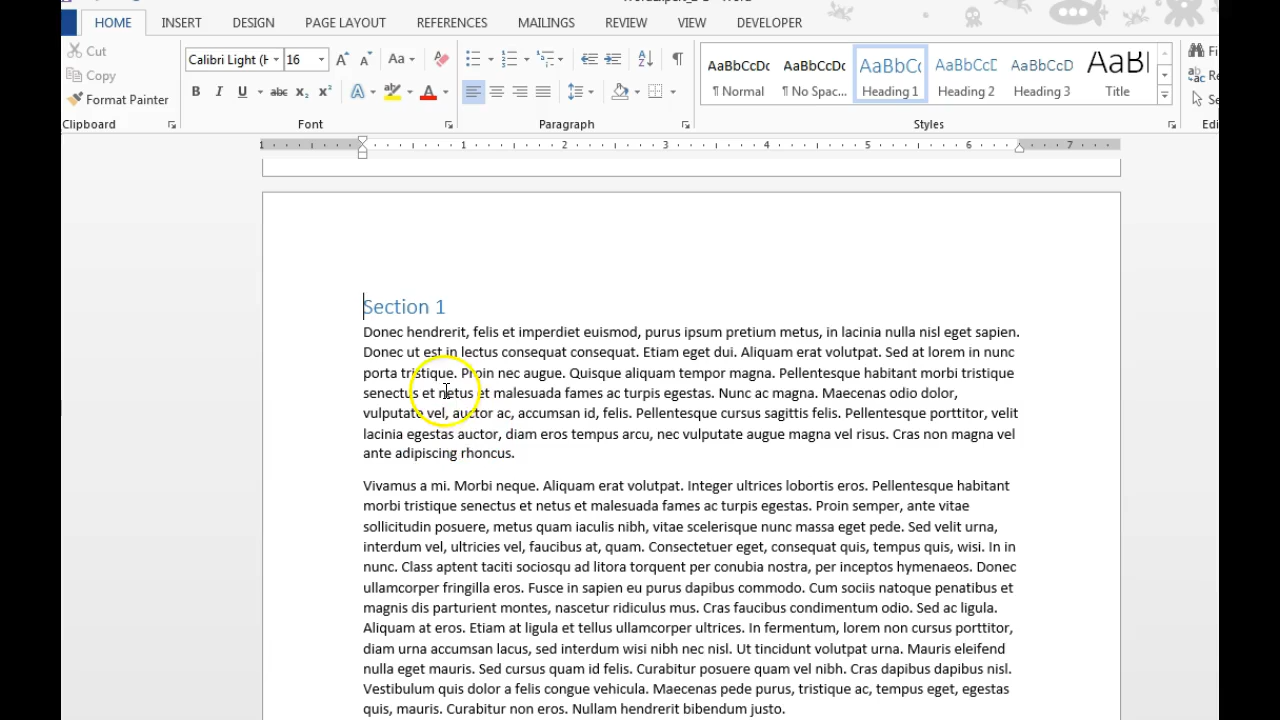 HOME INSERT DESIGN PAGE LAYOUT REFERENCES MAILINGS REVIEW VIEW DEVELOPER
Cut
Copy
Format Painter
Clipboard
Calibri Light (H 16
Aa
B I U abc X₂ X² A A
Font
Paragraph
AaBbCcDc AaBbCcDc AaBbCc AaBbCcD AaBbCcD AaBl
¶ Normal ¶ No Spac... Heading 1 Heading 2 Heading 3 Title
Styles
1 1 2 3 4 5 6 7
Section 1
Donec hendrerit, felis et imperdiet euismod, purus ipsum pretium metus, in lacinia nulla nisl eget sapien.
Donec ut est in lectus consequat consequat. Etiam eget dui. Aliquam erat volutpat. Sed at lorem in nunc
porta tristique. Proin nec augue. Quisque aliquam tempor magna. Pellentesque habitant morbi tristique
senectus et netus et malesuada fames ac turpis egestas. Nunc ac magna. Maecenas odio dolor,
vulputate vel, auctor ac, accumsan id, felis. Pellentesque cursus sagittis felis. Pellentesque porttitor, velit
lacinia egestas auctor, diam eros tempus arcu, nec vulputate augue magna vel risus. Cras non magna vel
ante adipiscing rhoncus.
Vivamus a mi. Morbi neque. Aliquam erat volutpat. Integer ultrices lobortis eros. Pellentesque habitant
morbi tristique senectus et netus et malesuada fames ac turpis egestas. Proin semper, ante vitae
sollicitudin posuere, metus quam iaculis nibh, vitae scelerisque nunc massa eget pede. Sed velit urna,
interdum vel, ultricies vel, faucibus at, quam. Consectetuer eget, consequat quis, tempus quis, wisi. In in
nunc. Class aptent taciti sociosqu ad litora torquent per conubia nostra, per inceptos hymenaeos. Donec
ullamcorper fringilla eros. Fusce in sapien eu purus dapibus commodo. Cum sociis natoque penatibus et
magnis dis parturient montes, nascetur ridiculus mus. Cras faucibus condimentum odio. Sed ac ligula.
Aliquam at eros. Etiam at ligula et tellus ullamcorper ultrices. In fermentum, lorem non cursus porttitor,
diam urna accumsan lacus, sed interdum wisi nibh nec nisl. Ut tincidunt volutpat urna. Mauris eleifend
nulla eget mauris. Sed cursus quam id felis. Curabitur posuere quam vel nibh. Cras dapibus dapibus nisl.
Vestibulum quis dolor a felis congue vehicula. Maecenas pede purus, tristique ac, tempus eget, egestas
quis, mauris. Curabitur non eros. Nullam hendrerit bibendum justo.